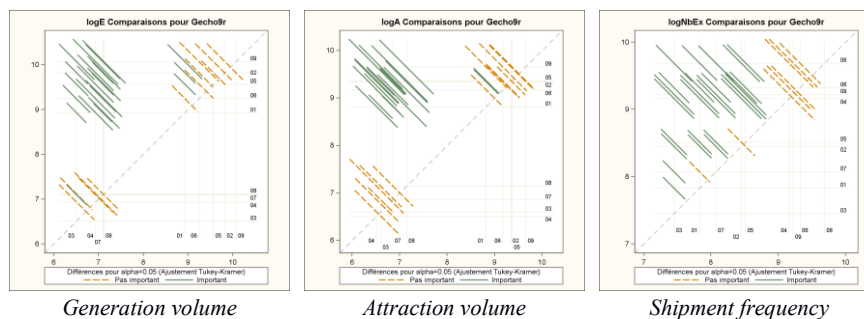 logE Comparaisons pour Gecho9r
10
09
02
05
06
9
01
8
08
07
7
04
03
03 04 08 01 06 02 09
07 05
6
6 7 8 9 10
Différences pour alpha=0.05 (Ajustement Tukey-Kramer)
Pas important Important
Generation volume
logA Comparaisons pour Gecho9r
10
09
05
02
06
9
01
8
08
07
7
03
04
04 07 08 01 06 02 09
03 05
6
6 7 8 9 10
Différences pour alpha=0.05 (Ajustement Tukey-Kramer)
Pas important Important
Attraction volume
logNbEx Comparaisons pour Gecho9r
10
08
06
09
9
04
05
02
8
07
01
03
03 01 07 05 04 06 08
02 09
7
7 8 9 10
Différences pour alpha=0.05 (Ajustement Tukey-Kramer)
Pas important Important
Shipment frequency